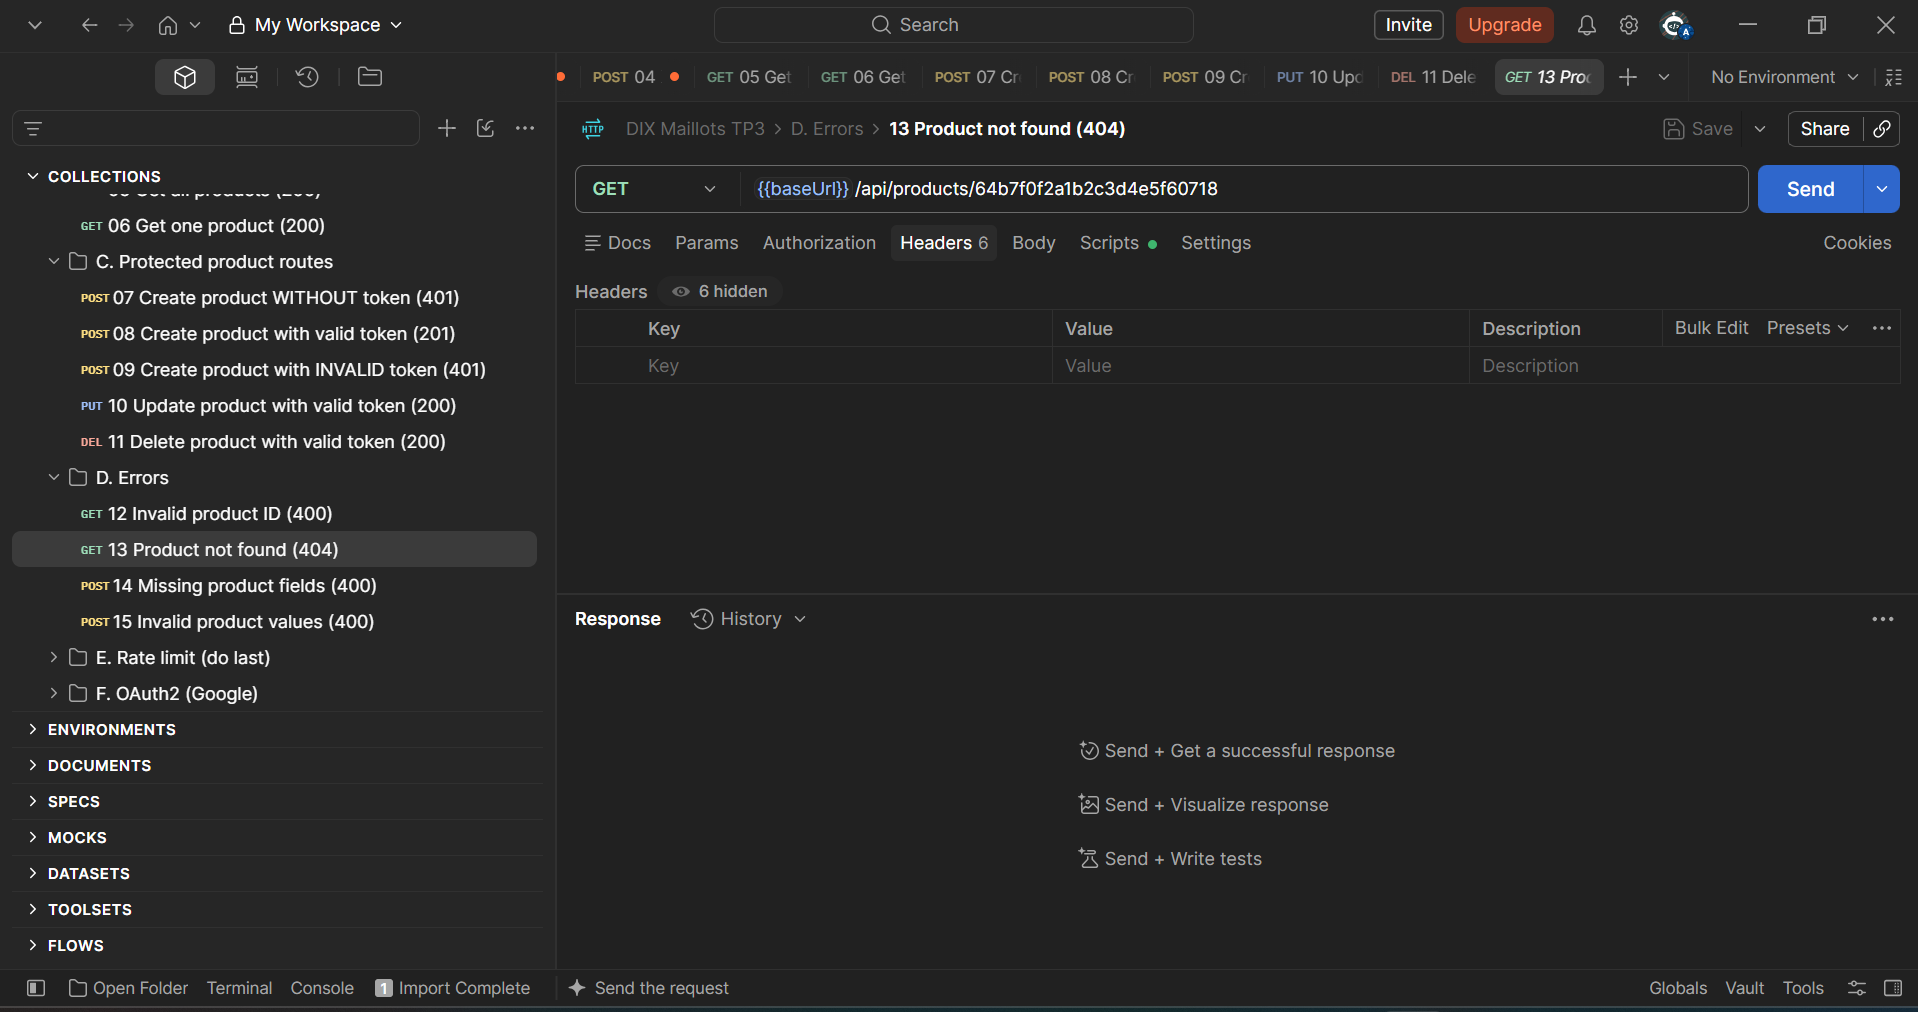 My Workspace
Search
Invite
Upgrade
POST 04
GET 05 Get
GET 06 Get
POST 07 Cr
POST 08 Cr
POST 09 Cr
PUT 10 Upd
DEL 11 Dele
GET 13 Proc
No Environment
HTTP
DIX Maillots TP3 > D. Errors > 13 Product not found (404)
Save
Share
COLLECTIONS
05 Get all products (200)
GET 06 Get one product (200)
C. Protected product routes
POST 07 Create product WITHOUT token (401)
POST 08 Create product with valid token (201)
POST 09 Create product with INVALID token (401)
PUT 10 Update product with valid token (200)
DEL 11 Delete product with valid token (200)
D. Errors
GET 12 Invalid product ID (400)
GET 13 Product not found (404)
POST 14 Missing product fields (400)
POST 15 Invalid product values (400)
E. Rate limit (do last)
F. OAuth2 (Google)
ENVIRONMENTS
DOCUMENTS
SPECS
MOCKS
DATASETS
TOOLSETS
FLOWS
GET
{{baseUrl}} /api/products/64b7f0f2a1b2c3d4e5f60718
Send
Docs
Params
Authorization
Headers 6
Body
Scripts
Settings
Cookies
Headers
6 hidden
Key
Value
Description
Bulk Edit
Presets
Key
Value
Description
Response
History
Send + Get a successful response
Send + Visualize response
Send + Write tests
Open Folder
Terminal
Console
1 Import Complete
Send the request
Globals
Vault
Tools